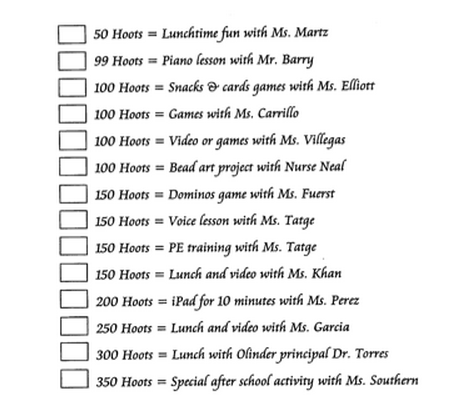 50 Hoots = Lunchtime fun with Ms. Martz
99 Hoots = Piano lesson with Mr. Barry
100 Hoots = Snacks & cards games with Ms. Elliott
100 Hoots = Games with Ms. Carrillo
100 Hoots = Video or games with Ms. Villegas
100 Hoots = Bead art project with Nurse Neal
150 Hoots = Dominos game with Ms. Fuerst
150 Hoots = Voice lesson with Ms. Tatge
150 Hoots = PE training with Ms. Tatge
150 Hoots = Lunch and video with Ms. Khan
200 Hoots = iPad for 10 minutes with Ms. Perez
250 Hoots = Lunch and video with Ms. Garcia
300 Hoots = Lunch with Olinder principal Dr. Torres
350 Hoots = Special after school activity with Ms. Southern